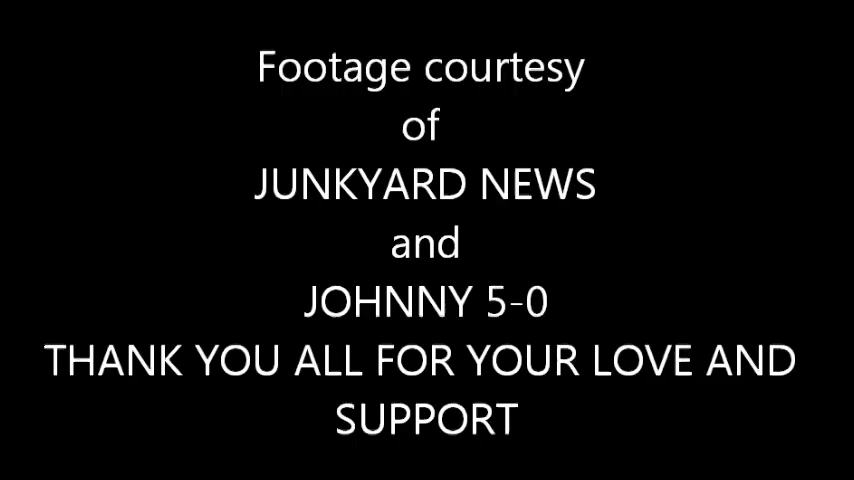 Footage courtesy
of
JUNKYARD NEWS
and
JOHNNY 5-0
THANK YOU ALL FOR YOUR LOVE AND
SUPPORT